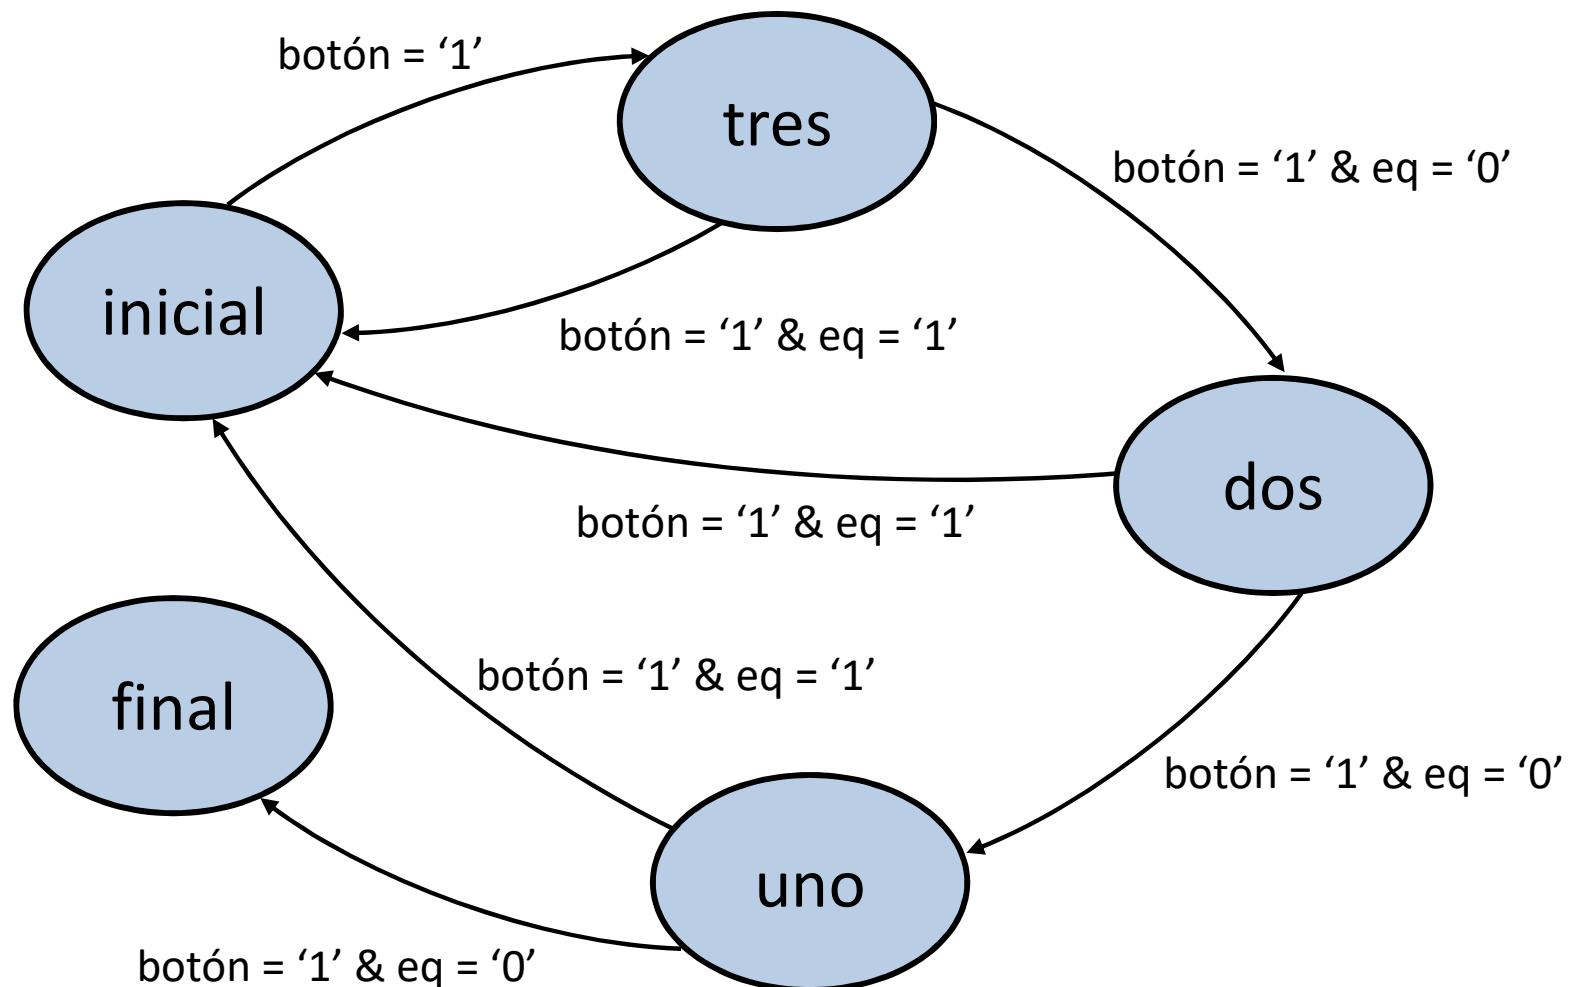 botón = ‘1’
tres
botón = ‘1’ & eq = ‘0’
inicial
botón = ‘1’ & eq = ‘1’
dos
botón = ‘1’ & eq = ‘1’
botón = ‘1’ & eq = ‘1’
final
botón = ‘1’ & eq = ‘0’
uno
botón = ‘1’ & eq = ‘0’